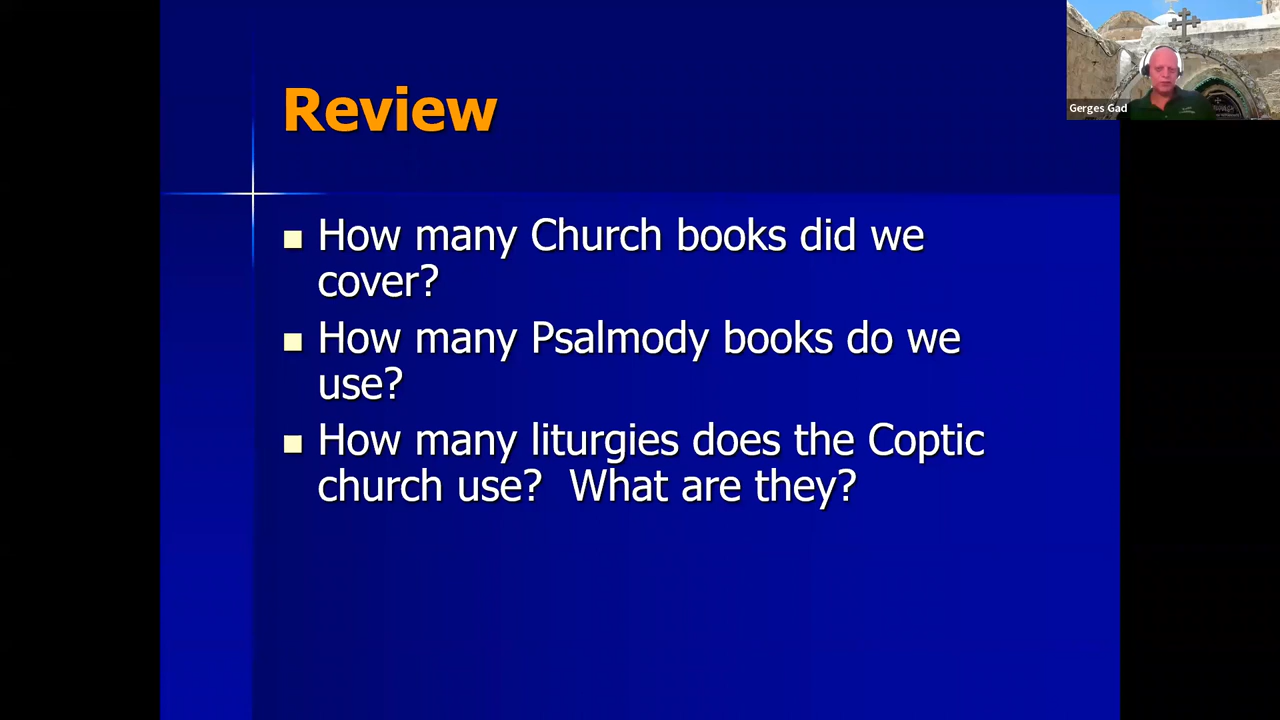 Review
How many Church books did we
cover?
How many Psalmody books do we
use?
How many liturgies does the Coptic
church use?  What are they?
Gerges Gad